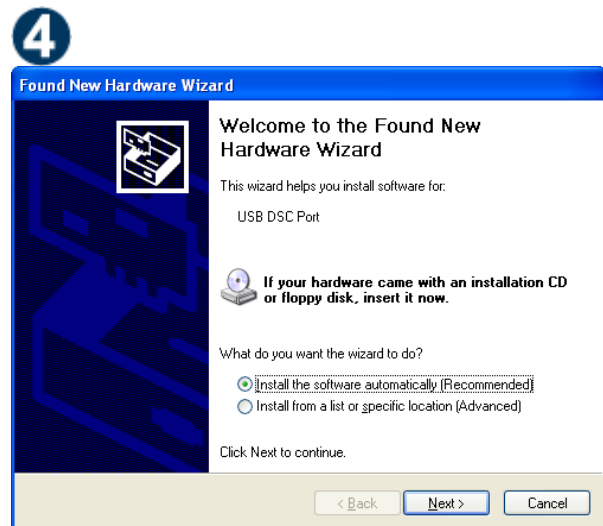 4
Found New Hardware Wizard
Welcome to the Found New
Hardware Wizard
This wizard helps you install software for:
USB DSC Port
If your hardware came with an installation CD
or floppy disk, insert it now.
What do you want the wizard to do?
Install the software automatically (Recommended)
Install from a list or specific location (Advanced)
Click Next to continue.
< Back Next > Cancel